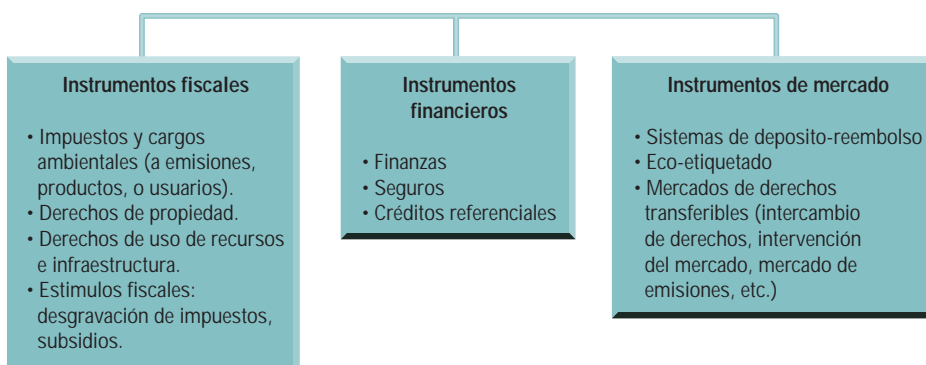 Instrumentos fiscales
• Impuestos y cargos
ambientales (a emisiones,
productos, o usuarios).
• Derechos de propiedad.
• Derechos de uso de recursos
e infraestructura.
• Estimulos fiscales:
desgravación de impuestos,
subsidios.
Instrumentos
financieros
• Finanzas
• Seguros
• Créditos referenciales
Instrumentos de mercado
• Sistemas de deposito-reembolso
• Eco-etiquetado
• Mercados de derechos
transferibles (intercambio
de derechos, intervención
del mercado, mercado de
emisiones, etc.)